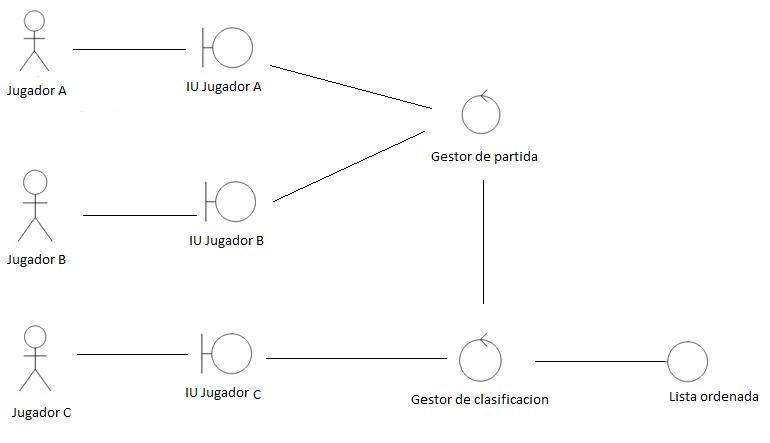 Jugador A
IU Jugador A
Gestor de partida
Jugador B
IU Jugador B
Jugador C
IU Jugador C
Gestor de clasificacion
Lista ordenada